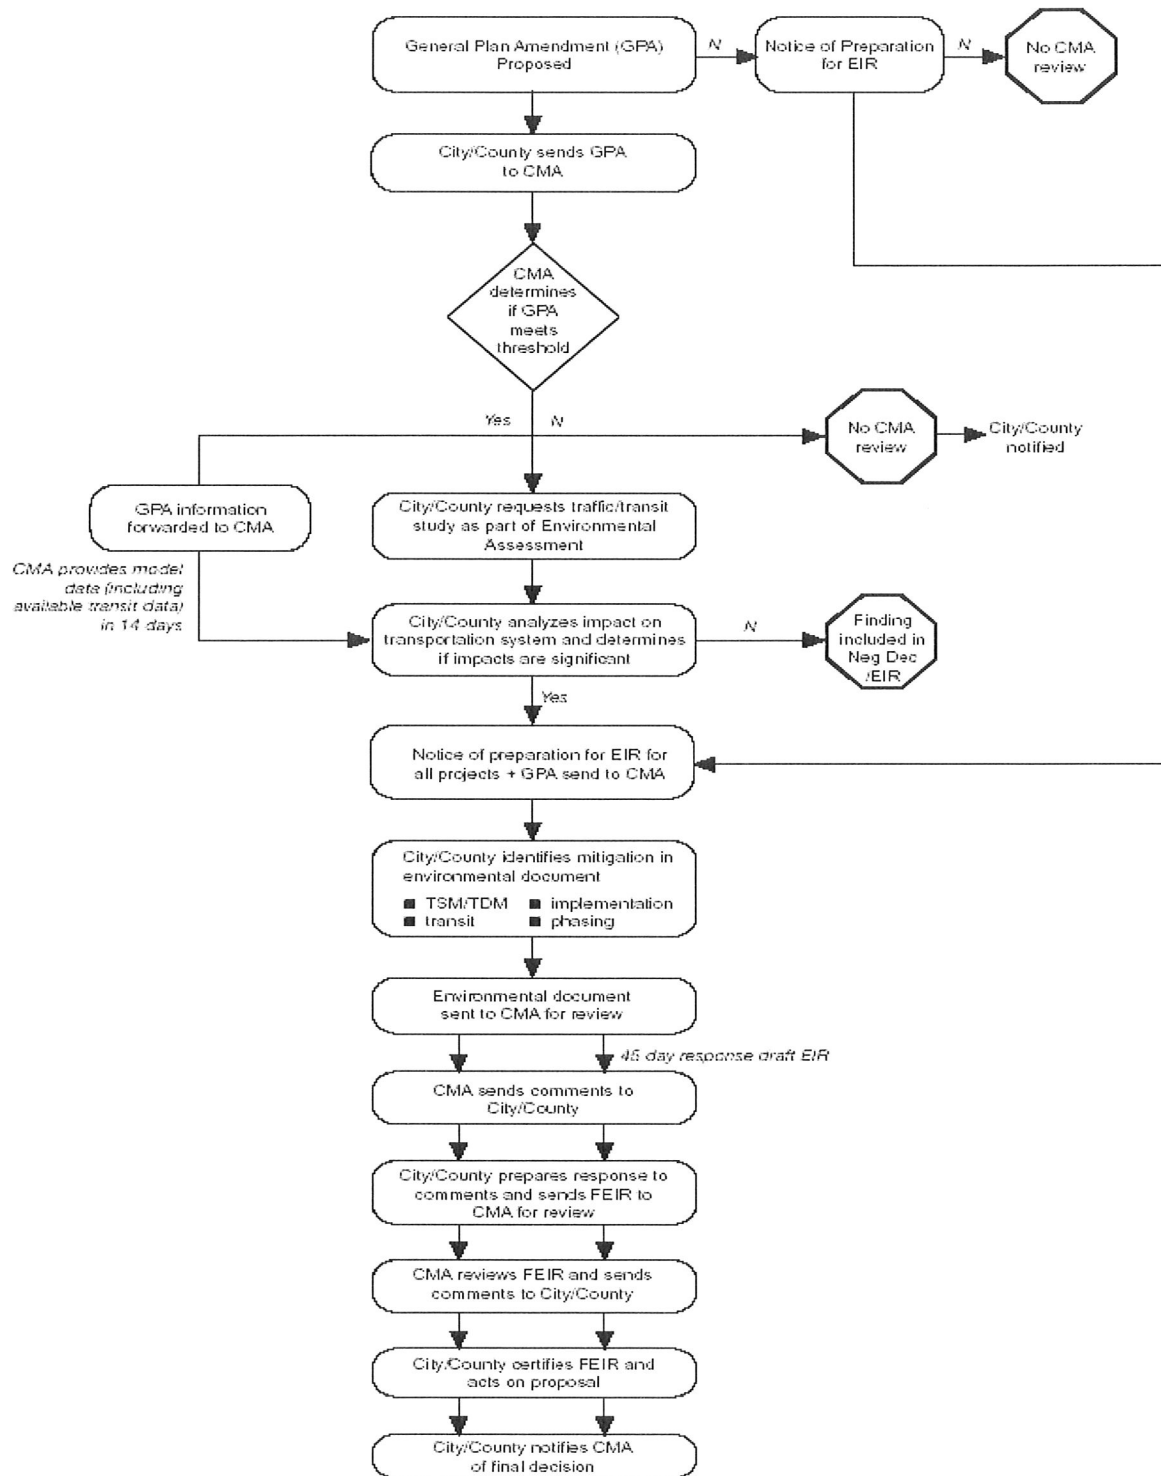 General Plan Amendment (GPA)
Proposed
N
Notice of Preparation
for EIR
N
No CMA
review
City/County sends GPA
to CMA
CMA
determines
if GPA
meets
threshold
Yes
N
No CMA
review
City/County
notified
GPA information
forwarded to CMA
City/County requests traffic/transit
study as part of Environmental
Assessment
CMA provides model
data (including
available transit data)
in 14 days
City/County analyzes impact on
transportation system and determines
if impacts are significant
N
Finding
included in
Neg Dec
/EIR
Yes
Notice of preparation for EIR for
all projects + GPA send to CMA
City/County identifies mitigation in
environmental document
■ TSM/TDM ■ implementation
■ transit ■ phasing
Environmental document
sent to CMA for review
45 day response draft EIR
CMA sends comments to
City/County
City/County prepares response to
comments and sends FEIR to
CMA for review
CMA reviews FEIR and sends
comments to City/County
City/County certifies FEIR and
acts on proposal
City/County notifies CMA
of final decision